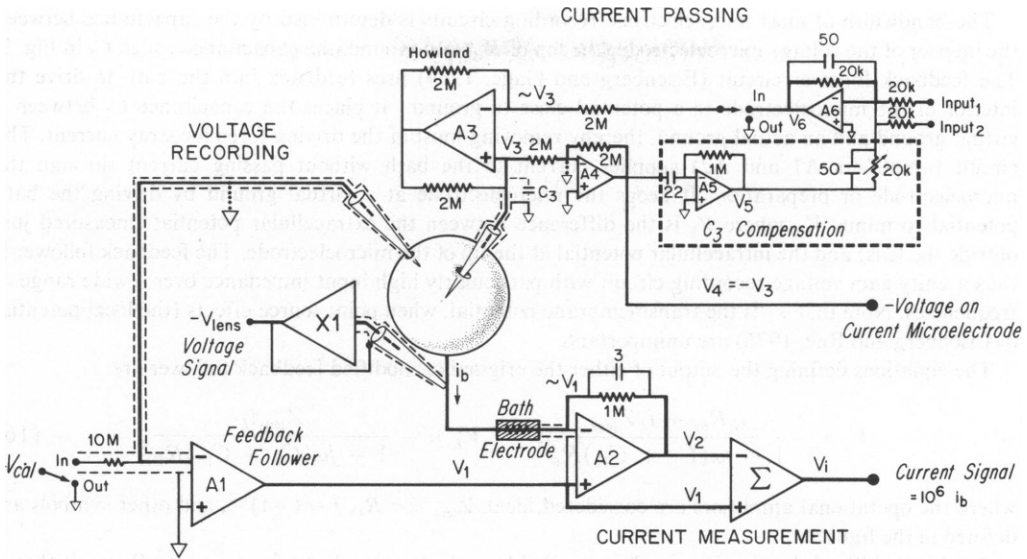 CURRENT PASSING
Howland
2M
~V3
In
Out
50
20k
V6
A6
20k
20k
Input1
Input2
VOLTAGE
RECORDING
A3
V3
2M
2M
2M
A4
2M
C3
22
1M
A5
V5
50
20k
C3 Compensation
V4 = -V3
-Voltage on
Current Microelectrode
-Vlens
Voltage
Signal
X1
ib
3
~V1
1M
Bath
Electrode
10M
Vcal
In
Out
Feedback
Follower
A1
V1
A2
V2
V1
Σ
Vi
Current Signal
=10⁶ ib
CURRENT MEASUREMENT